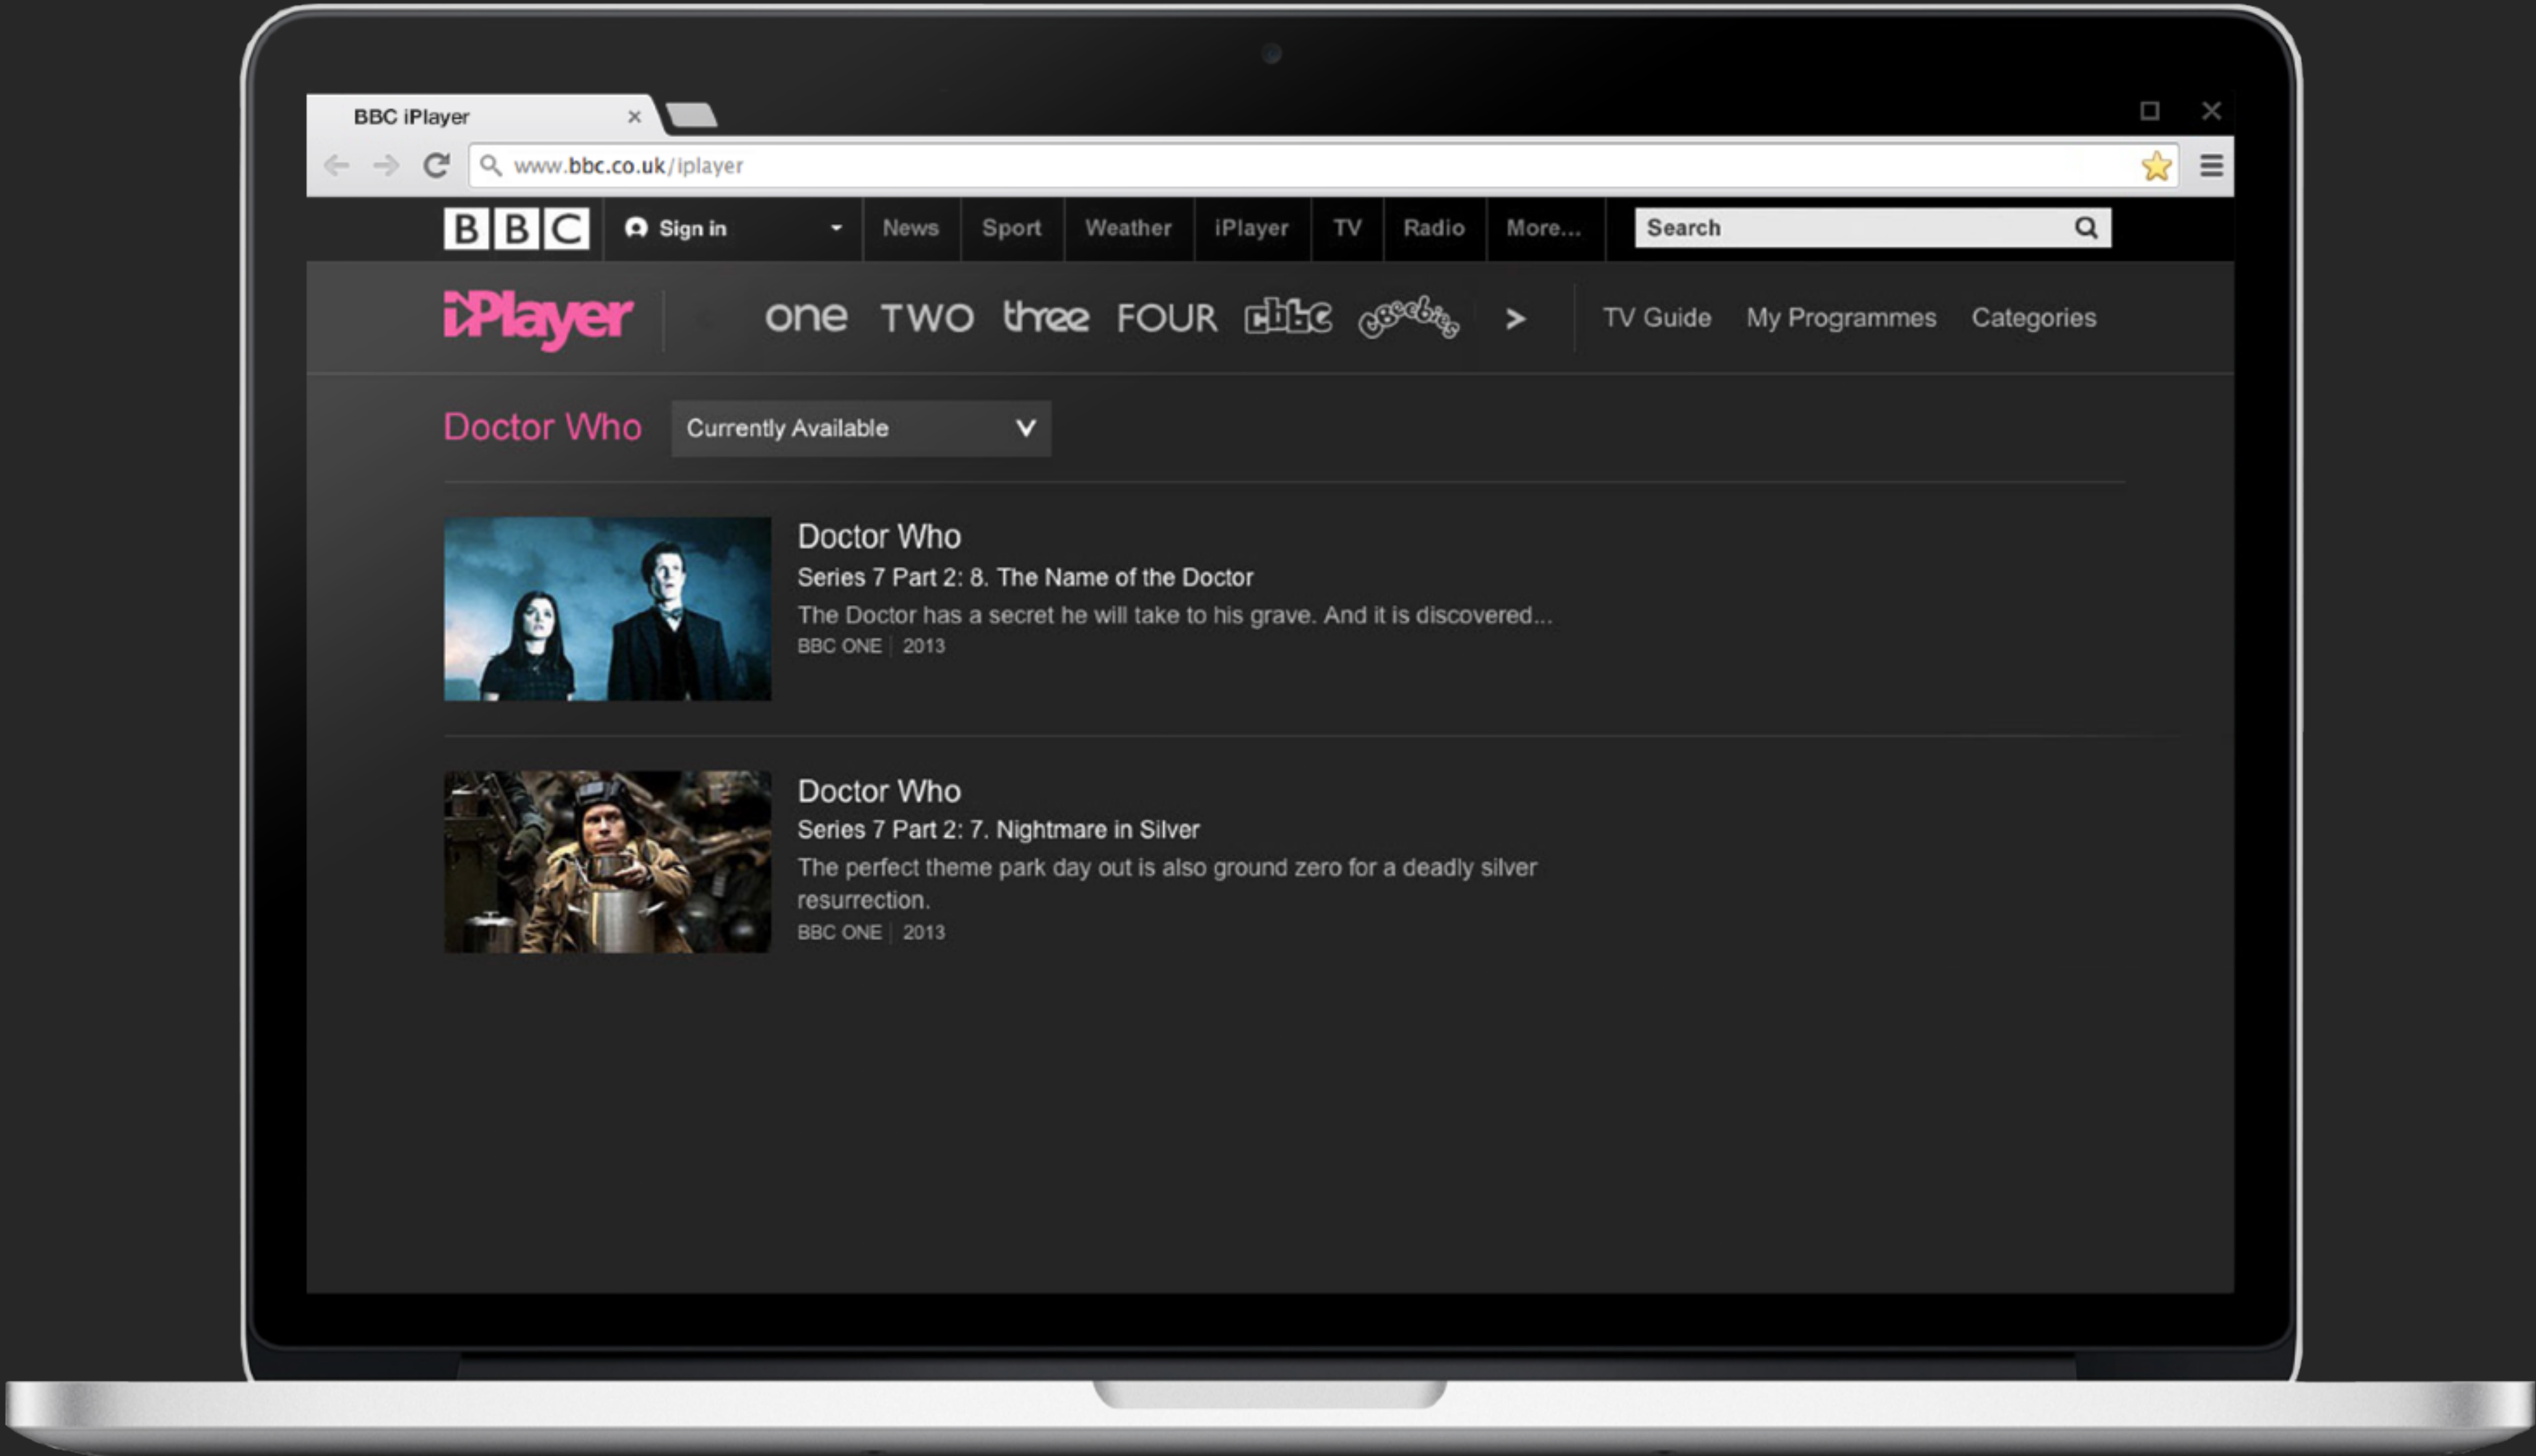 BBC iPlayer
www.bbc.co.uk/iplayer
BBC Sign in News Sport Weather iPlayer TV Radio More... Search
iPlayer one TWO three FOUR cbbc cbeebies > TV Guide My Programmes Categories
Doctor Who Currently Available
Doctor Who
Series 7 Part 2: 8. The Name of the Doctor
The Doctor has a secret he will take to his grave. And it is discovered...
BBC ONE 2013
Doctor Who
Series 7 Part 2: 7. Nightmare in Silver
The perfect theme park day out is also ground zero for a deadly silver
resurrection.
BBC ONE 2013